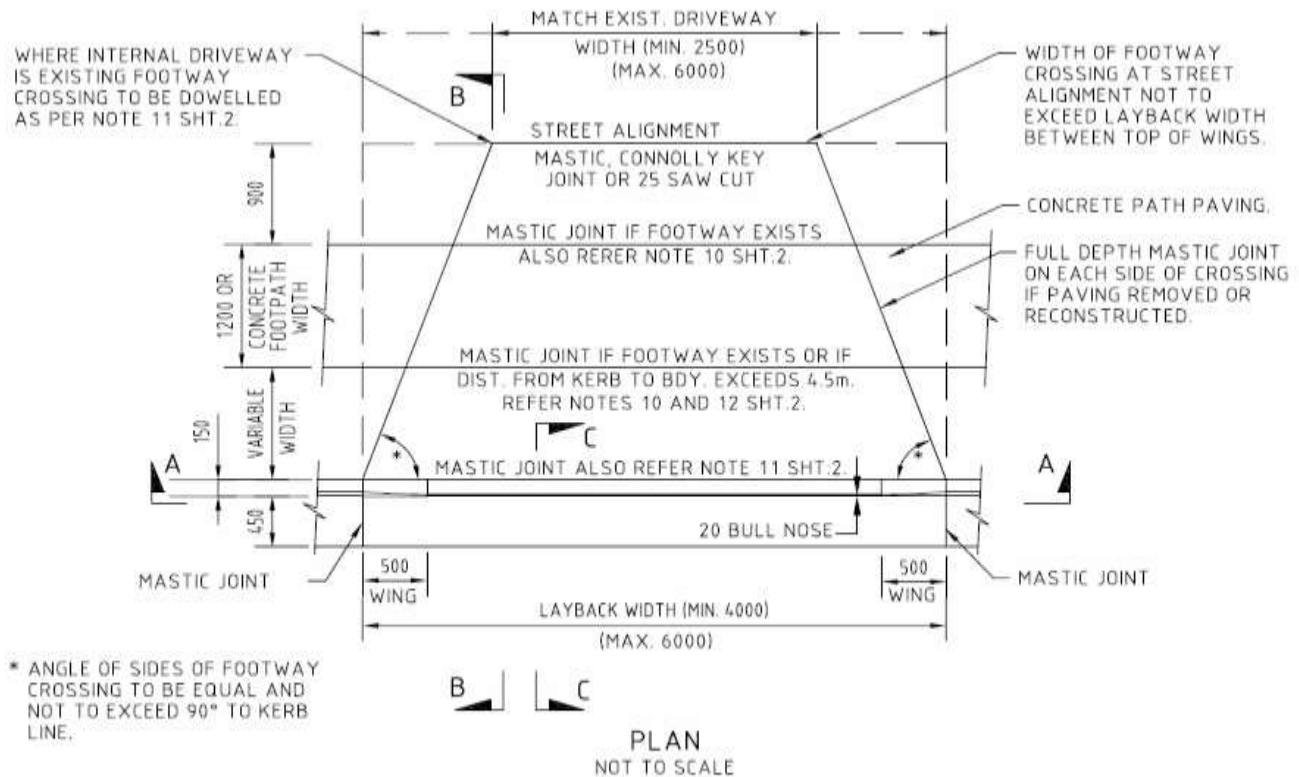 MATCH EXIST. DRIVEWAY
WIDTH (MIN. 2500)
(MAX. 6000)
WHERE INTERNAL DRIVEWAY
IS EXISTING FOOTWAY
CROSSING TO BE DOWELLED
AS PER NOTE 11 SHT.2.
B
WIDTH OF FOOTWAY
CROSSING AT STREET
ALIGNMENT NOT TO
EXCEED LAYBACK WIDTH
BETWEEN TOP OF WINGS.
STREET ALIGNMENT
MASTIC, CONNOLLY KEY
JOINT OR 25 SAW CUT
900
CONCRETE PATH PAVING.
MASTIC JOINT IF FOOTWAY EXISTS
ALSO RERER NOTE 10 SHT.2.
FULL DEPTH MASTIC JOINT
ON EACH SIDE OF CROSSING
IF PAVING REMOVED OR
RECONSTRUCTED.
1200 OR
CONCRETE
FOOTPATH
WIDTH
MASTIC JOINT IF FOOTWAY EXISTS OR IF
DIST. FROM KERB TO BDY. EXCEEDS 4.5m.
REFER NOTES 10 AND 12 SHT.2.
150
VARIABLE
WIDTH
C
*
*
A
MASTIC JOINT ALSO REFER NOTE 11 SHT.2.
A
450
20 BULL NOSE
MASTIC JOINT
500
WING
500
WING
MASTIC JOINT
LAYBACK WIDTH (MIN. 4000)
(MAX. 6000)
* ANGLE OF SIDES OF FOOTWAY
CROSSING TO BE EQUAL AND
NOT TO EXCEED 90° TO KERB
LINE.
B
C
PLAN
NOT TO SCALE